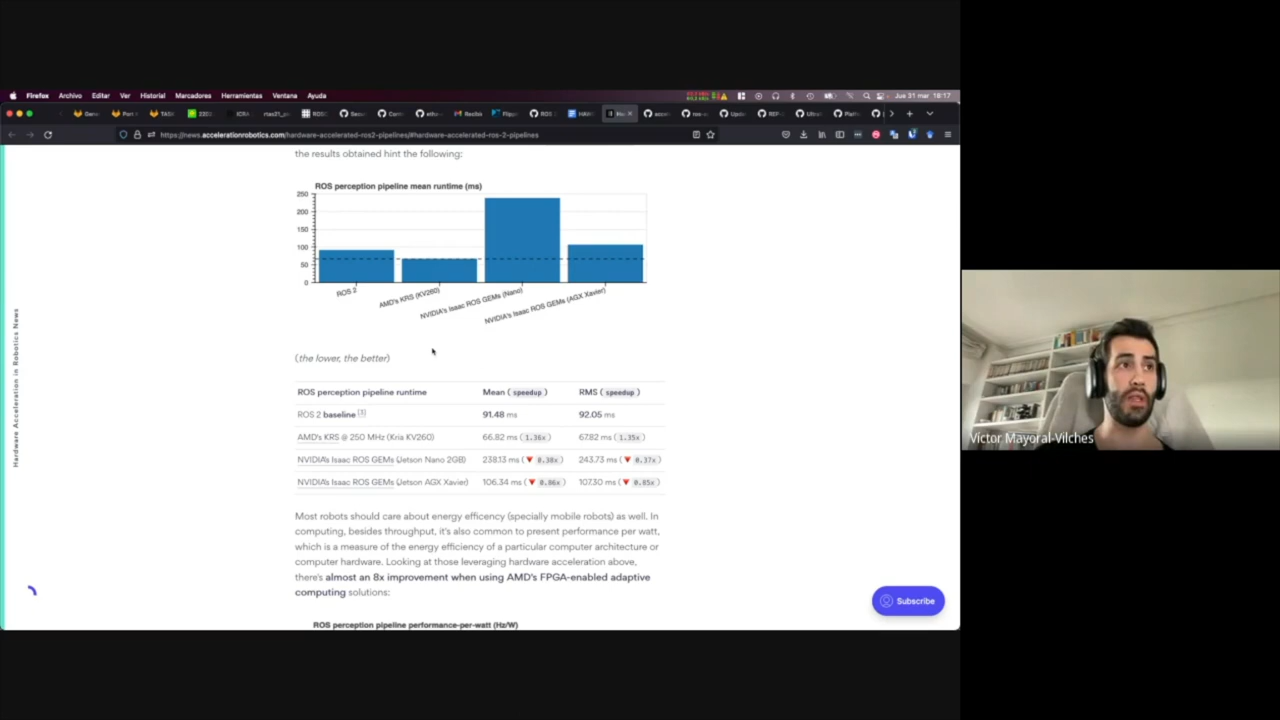 Firefox Archivo Editar Ver Historial Marcadores Herramientas Ventana Ayuda
Jue 31 mar 18:17
https://news.accelerationrobotics.com/hardware-accelerated-ros2-pipelines/#hardware-accelerated-ros-2-pipelines
the results obtained hint the following:
ROS perception pipeline mean runtime (ms)
250
200
150
100
50
0
ROS 2
AMD's KRS (KV260)
NVIDIA's Isaac ROS GEMs (Nano)
NVIDIA's Isaac ROS GEMs (AGX Xavier)
(the lower, the better)
ROS perception pipeline runtime Mean (speedup) RMS (speedup)
ROS 2 baseline [3] 91.48 ms 92.05 ms
AMD's KRS @ 250 MHz (Kria KV260) 66.82 ms (1.36x) 67.82 ms (1.35x)
NVIDIA's Isaac ROS GEMs (Jetson Nano 2GB) 238.13 ms (🔻 0.38x) 243.73 ms (🔻 0.37x)
NVIDIA's Isaac ROS GEMs (Jetson AGX Xavier) 106.34 ms (🔻 0.86x) 107.30 ms (🔻 0.85x)
Most robots should care about energy efficency (specially mobile robots) as well. In
computing, besides throughput, it's also common to present performance per watt,
which is a measure of the energy efficiency of a particular computer architecture or
computer hardware. Looking at those leveraging hardware acceleration above,
there's almost an 8x improvement when using AMD's FPGA-enabled adaptive
computing solutions:
ROS perception pipeline performance-per-watt (Hz/W)
Hardware Acceleration in Robotics News
Subscribe
Víctor Mayoral-Vilches